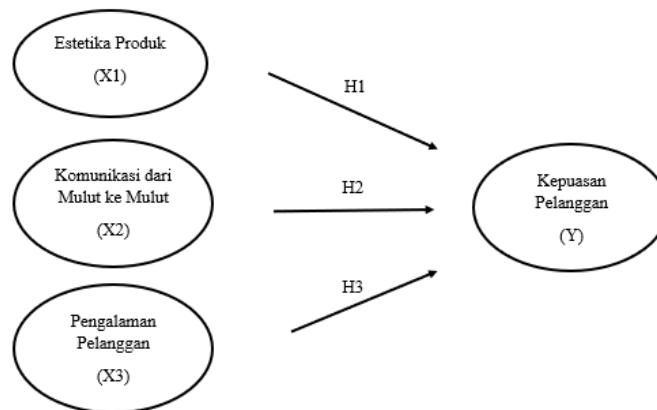 Estetika Produk
(X1)
H1
Komunikasi dari
Mulut ke Mulut
(X2)
H2
Kepuasan
Pelanggan
(Y)
H3
Pengalaman
Pelanggan
(X3)